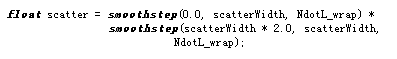 float scatter = smoothstep(0.0, scatterWidth, NdotL_wrap) *
smoothstep(scatterWidth * 2.0, scatterWidth,
NdotL_wrap);